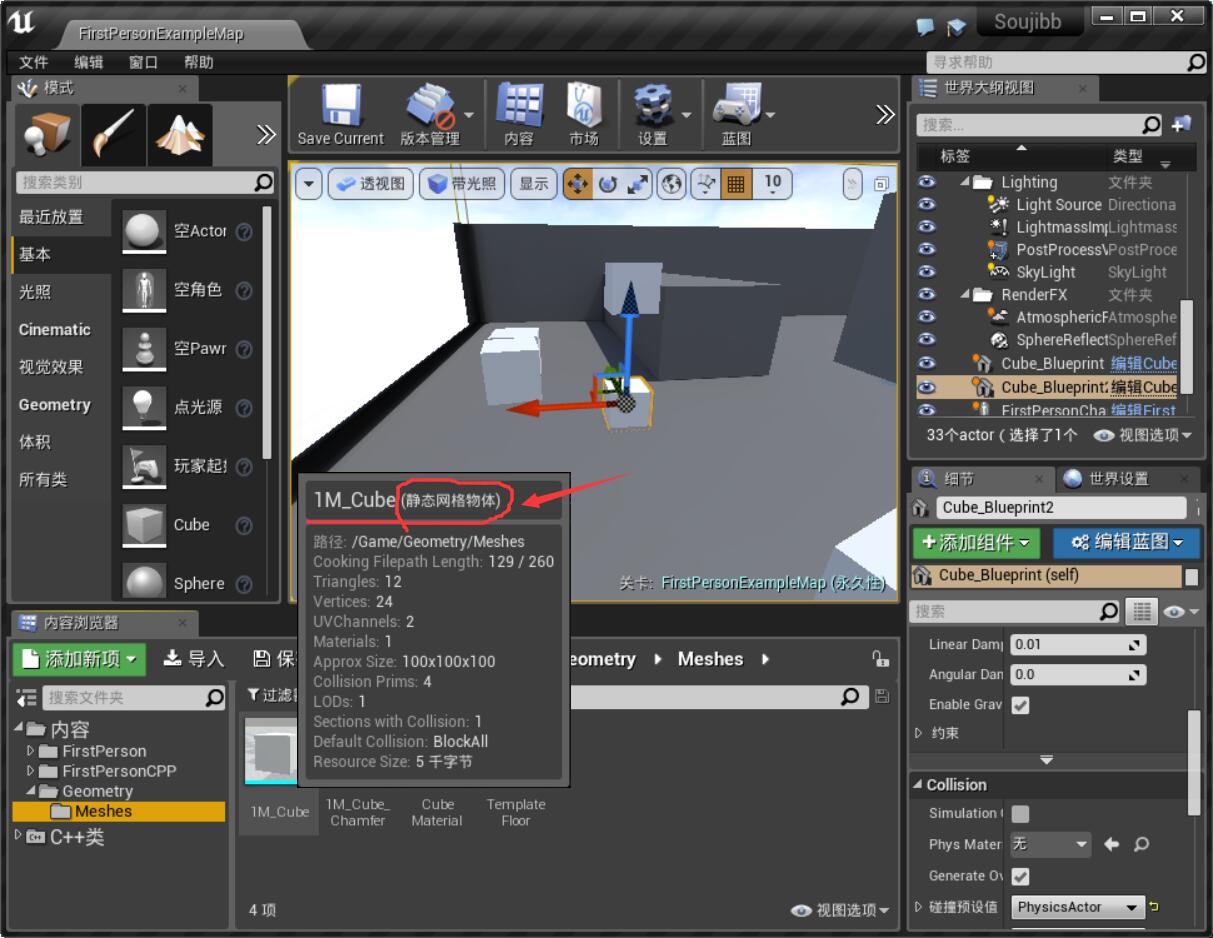 FirstPersonExampleMap
Soujibb
文件 编辑 窗口 帮助
寻求帮助
模式
世界大纲视图
Save Current
版本管理
内容
市场
设置
蓝图
搜索类别
搜索...
标签 类型
透视图
带光照
显示
10
最近放置
基本
光照
Cinematic
视觉效果
Geometry
体积
所有类
空Actor
空角色
空Pawr
点光源
玩家起
Cube
Sphere
Lighting 文件夹
Light Source Directiona
LightmassImp Lightmass
PostProcessV PostProce
SkyLight SkyLight
RenderFX 文件夹
AtmosphericF Atmosphe
SphereReflect SphereRef
Cube_Blueprint 编辑Cube
Cube_Blueprint2 编辑Cube
FirstPersonCha 编辑First
33个actor ( 选择了1个
视图选项
关卡: FirstPersonExampleMap (永久性)
1M_Cube (静态网格物体)
路径: /Game/Geometry/Meshes
Cooking Filepath Length: 129 / 260
Triangles: 12
Vertices: 24
UVChannels: 2
Materials: 1
Approx Size: 100x100x100
Collision Prims: 4
LODs: 1
Sections with Collision: 1
Default Collision: BlockAll
Resource Size: 5 千字节
细节
世界设置
Cube_Blueprint2
+添加组件
编辑蓝图
Cube_Blueprint (self)
搜索
Linear Damp 0.01
Angular Dan 0.0
Enable Grav
约束
Collision
Simulation
Phys Mater 无
Generate Ov
碰撞预设值 PhysicsActor
内容浏览器
添加新项
导入
保
eometry
Meshes
搜索文件夹
过滤
内容
FirstPerson
FirstPersonCPP
Geometry
Meshes
C++类
1M_Cube
1M_Cube_
Chamfer
Cube
Material
Template
Floor
4 项
视图选项